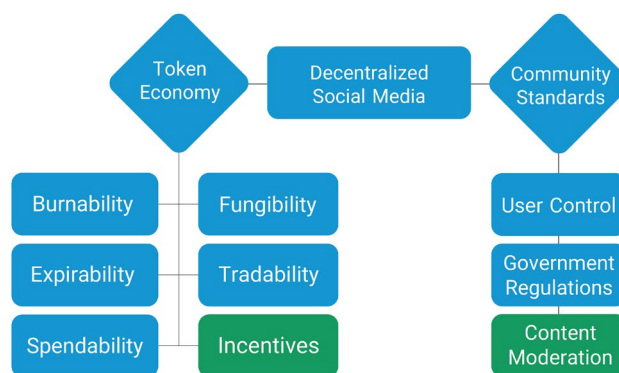 Token
Economy
Decentralized
Social Media
Community
Standards
Burnability
Fungibility
User Control
Expirability
Tradability
Government
Regulations
Spendability
Incentives
Content
Moderation